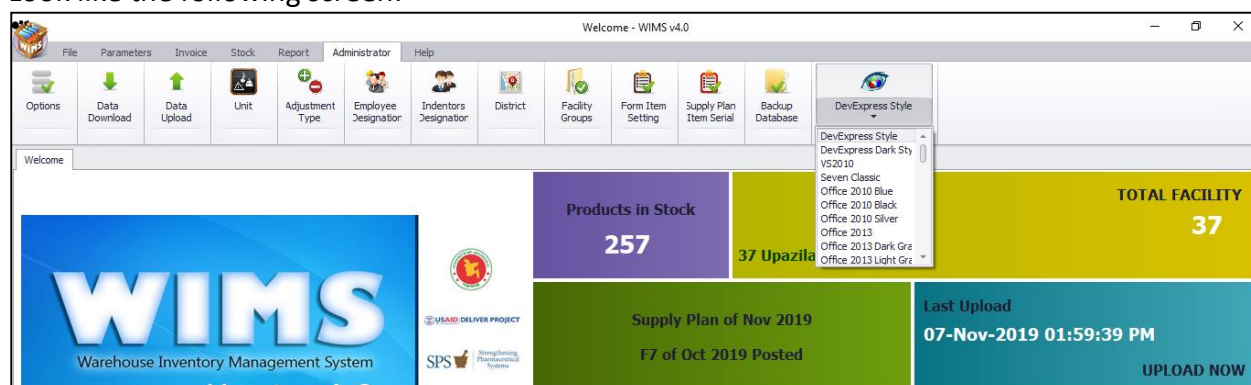 Look like the following screen:
Welcome - WIMS v4.0
WIMS
File Parameters Invoice Stock Report Administrator Help
Options
Data Download
Data Upload
Unit
Adjustment Type
Employee Designation
Indentors Designation
District
Facility Groups
Form Item Setting
Supply Plan Item Serial
Backup Database
DevExpress Style
DevExpress Style
DevExpress Dark Sty
VS2010
Seven Classic
Office 2010 Blue
Office 2010 Black
Office 2010 Silver
Office 2013
Office 2013 Dark Gra
Office 2013 Light Gra
Welcome
WIMS
Warehouse Inventory Management System
USAID | DELIVER PROJECT
SPS Strengthening
Pharmaceutical
Systems
Products in Stock
257
TOTAL FACILITY
37
37 Upazila
Supply Plan of Nov 2019
F7 of Oct 2019 Posted
Last Upload
07-Nov-2019 01:59:39 PM
UPLOAD NOW